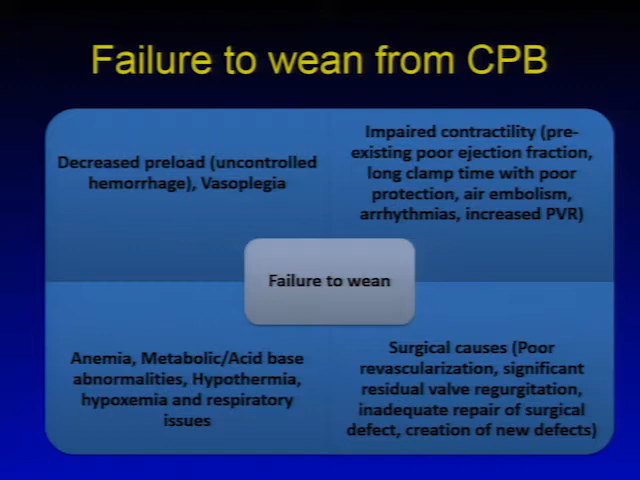 Failure to wean from CPB
Decreased preload (uncontrolled
hemorrhage), Vasoplegia
Impaired contractility (pre-
existing poor ejection fraction,
long clamp time with poor
protection, air embolism,
arrhythmias, increased PVR)
Failure to wean
Anemia, Metabolic/Acid base
abnormalities, Hypothermia,
hypoxemia and respiratory
issues
Surgical causes (Poor
revascularization, significant
residual valve regurgitation,
inadequate repair of surgical
defect, creation of new defects)